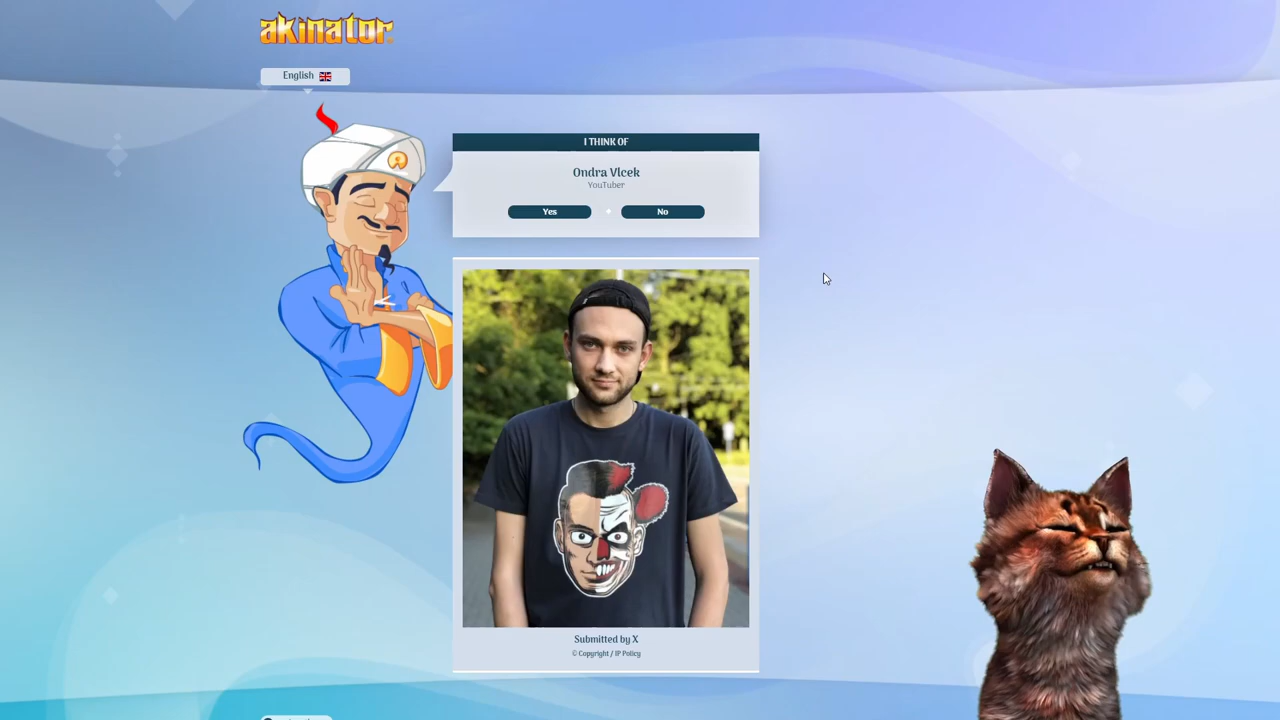 akinator
English
I THINK OF
Ondra Vlcek
YouTuber
Yes
No
Submitted by X
© Copyright / IP Policy